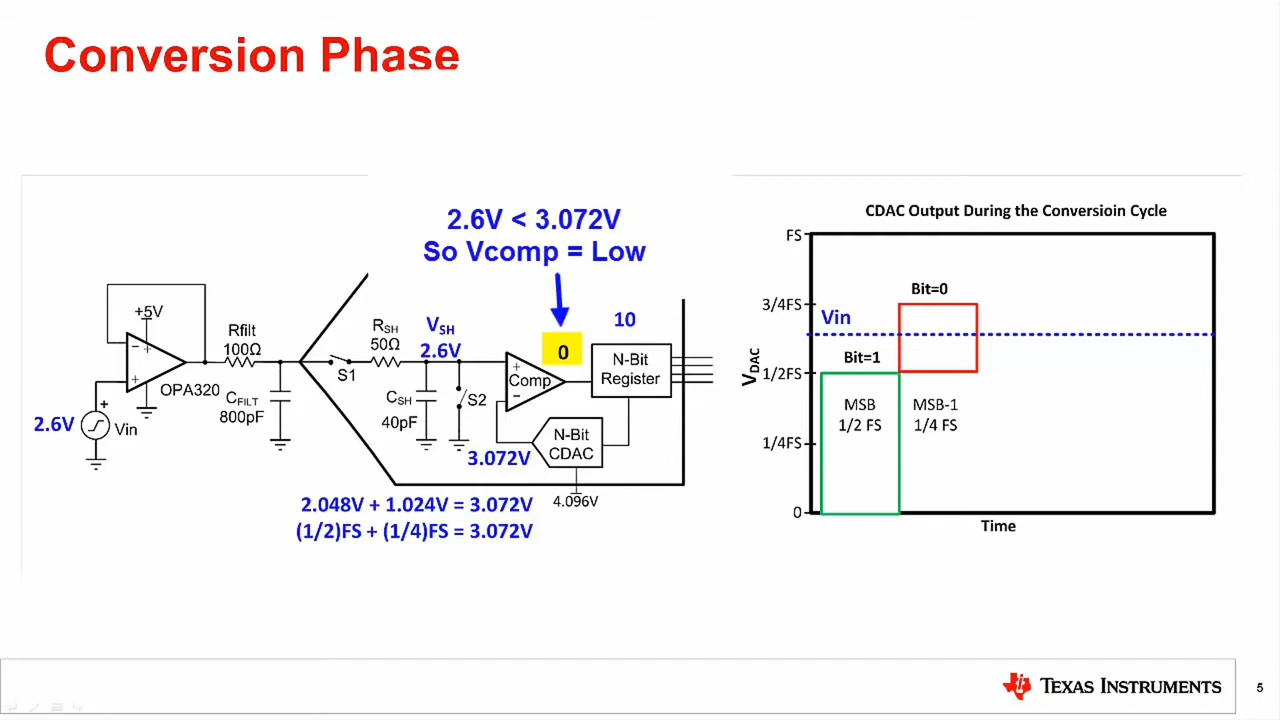 Conversion Phase
2.6V < 3.072V
So Vcomp = Low
+5V
OPA320
2.6V
Vin
Rfilt
100Ω
CFILT
800pF
S1
RSH
50Ω
VSH
2.6V
CSH
40pF
S2
Comp
0
10
N-Bit
Register
N-Bit
CDAC
3.072V
4.096V
2.048V + 1.024V = 3.072V
(1/2)FS + (1/4)FS = 3.072V
CDAC Output During the Conversioin Cycle
FS
3/4FS
1/2FS
1/4FS
0
VDAC
Vin
Bit=0
Bit=1
MSB
1/2 FS
MSB-1
1/4 FS
Time
TEXAS INSTRUMENTS
5